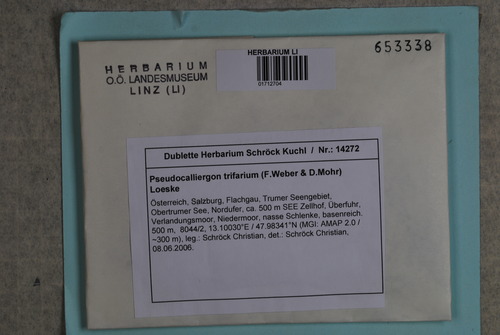 HERBARIUM
O.Ö. LANDESMUSEUM
LINZ (LI)
HERBARIUM LI
01712704
653338
Dublette Herbarium Schröck Kuchl / Nr.: 14272
Pseudocalliergon trifarium (F.Weber & D.Mohr)
Loeske
Österreich, Salzburg, Flachgau, Trumer Seengebiet,
Obertrumer See, Nordufer, ca. 500 m SEE Zellhof, Überfuhr,
Verlandungsmoor, Niedermoor, nasse Schlenke, basenreich.
500 m, 8044/2, 13.10030°E / 47.98341°N (MGI: AMAP 2.0 /
~300 m), leg.: Schröck Christian, det.: Schröck Christian,
08.06.2006.